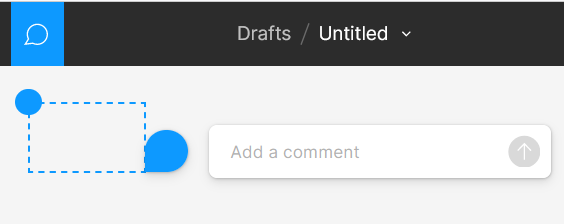 Drafts / Untitled
Add a comment